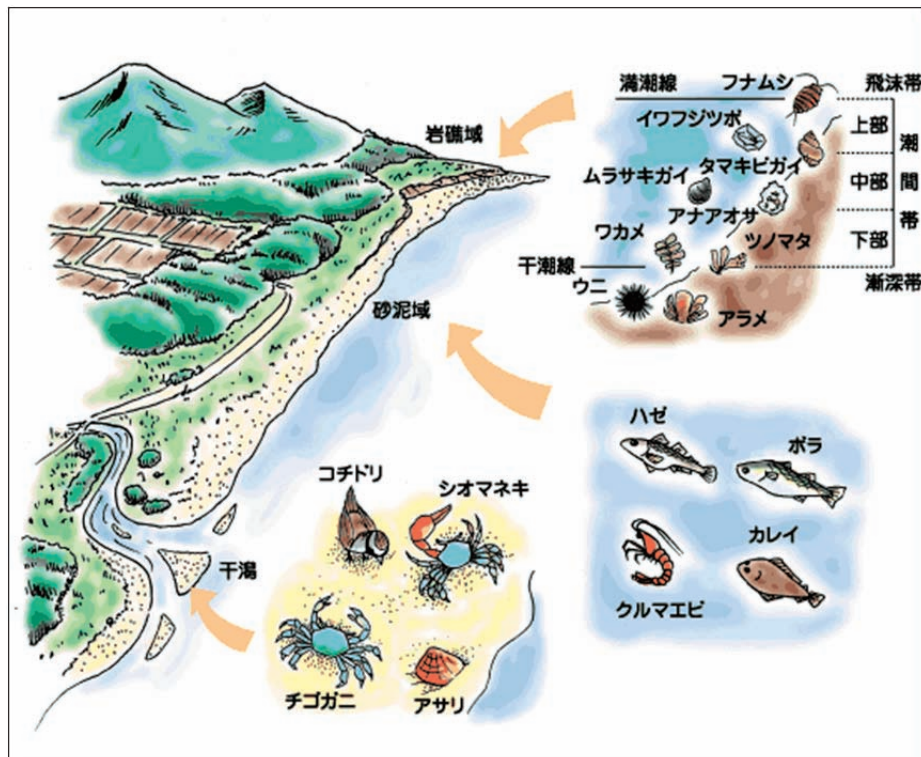 満潮線
フナムシ
飛沫帯
岩礁域
イワフジツボ
上部
潮間帯
タマキビガイ
ムラサキガイ
中部
アナアオサ
ワカメ
ツノマタ
下部
干潮線
漸深帯
ウニ
アラメ
砂泥域
ハゼ
ボラ
コチドリ
シオマネキ
カレイ
干潟
クルマエビ
チゴガニ
アサリ